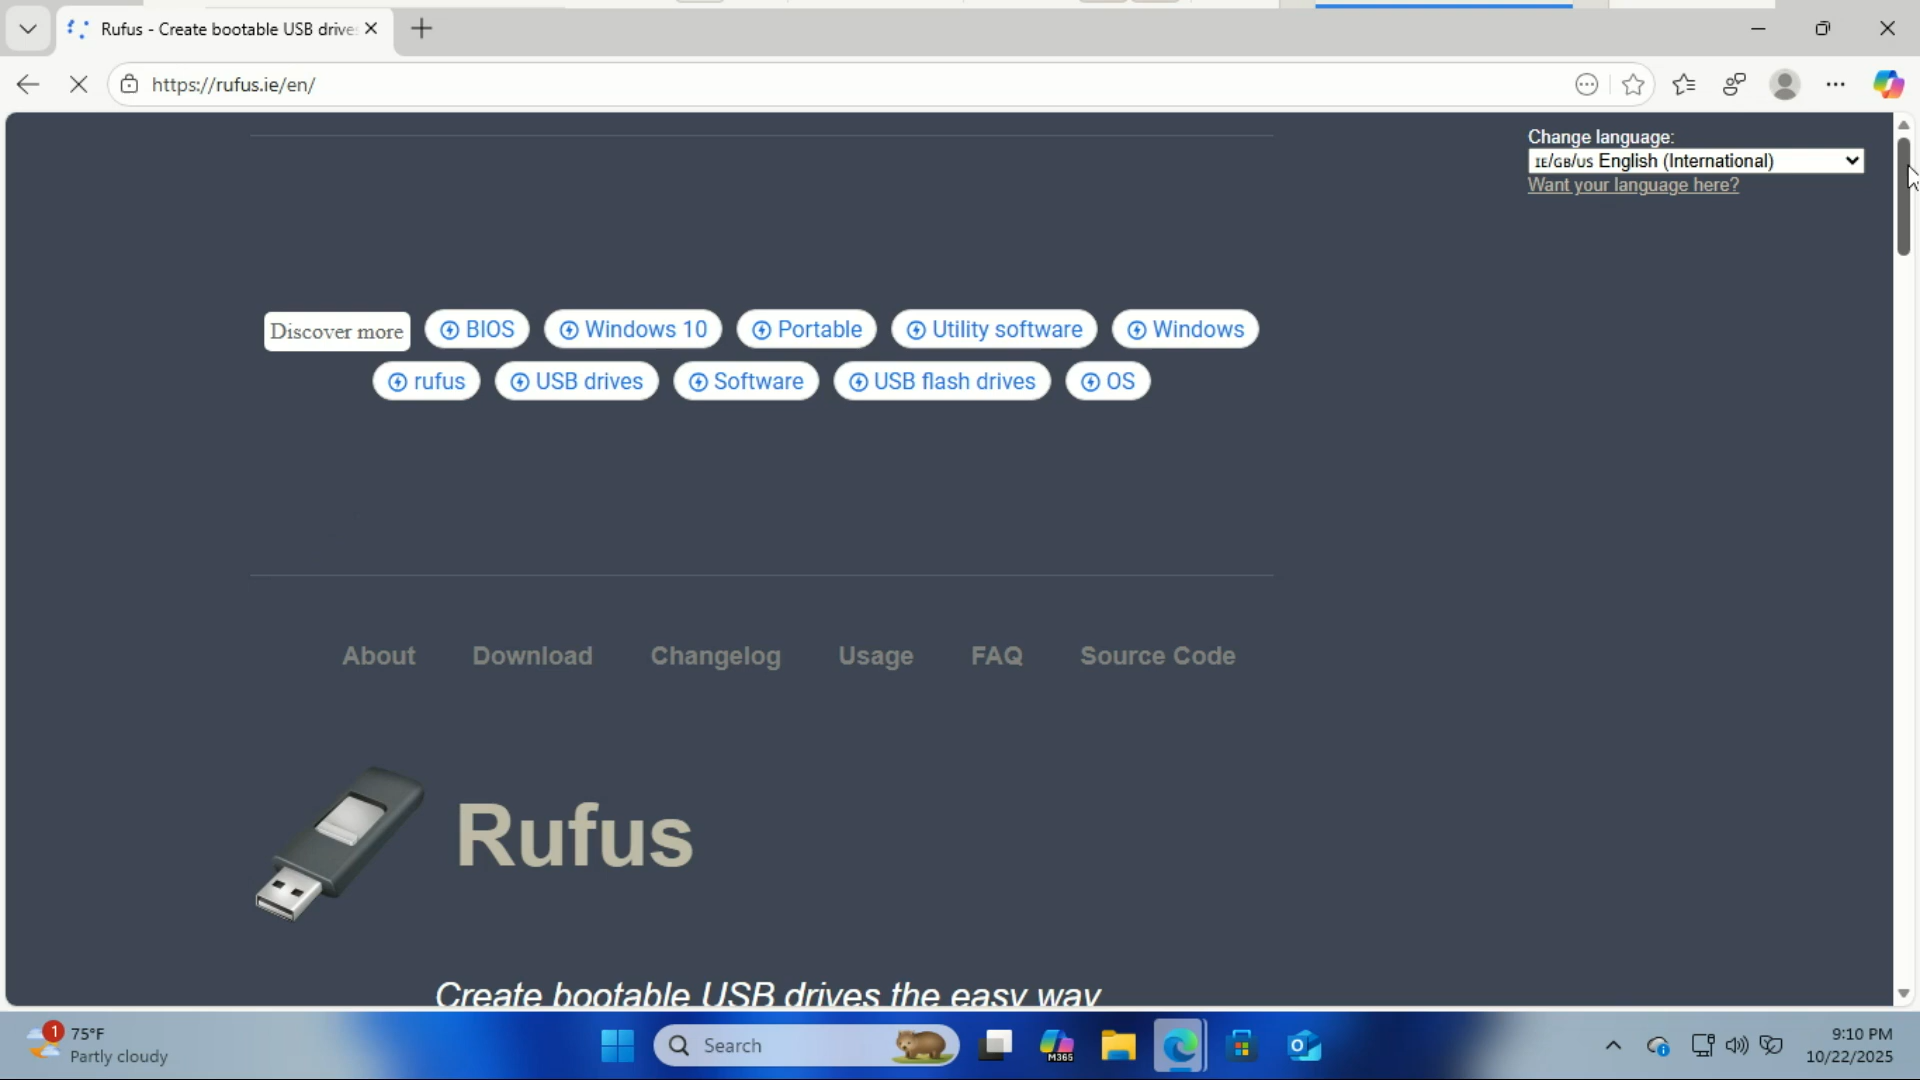 Rufus - Create bootable USB drive
https://rufus.ie/en/
Change language:
IE/GB/US English (International)
Want your language here?
Discover more BIOS Windows 10 Portable Utility software Windows
rufus USB drives Software USB flash drives OS
About Download Changelog Usage FAQ Source Code
Rufus
Create bootable USB drives the easy way
1
75°F
Partly cloudy
Search
M365
9:10 PM
10/22/2025